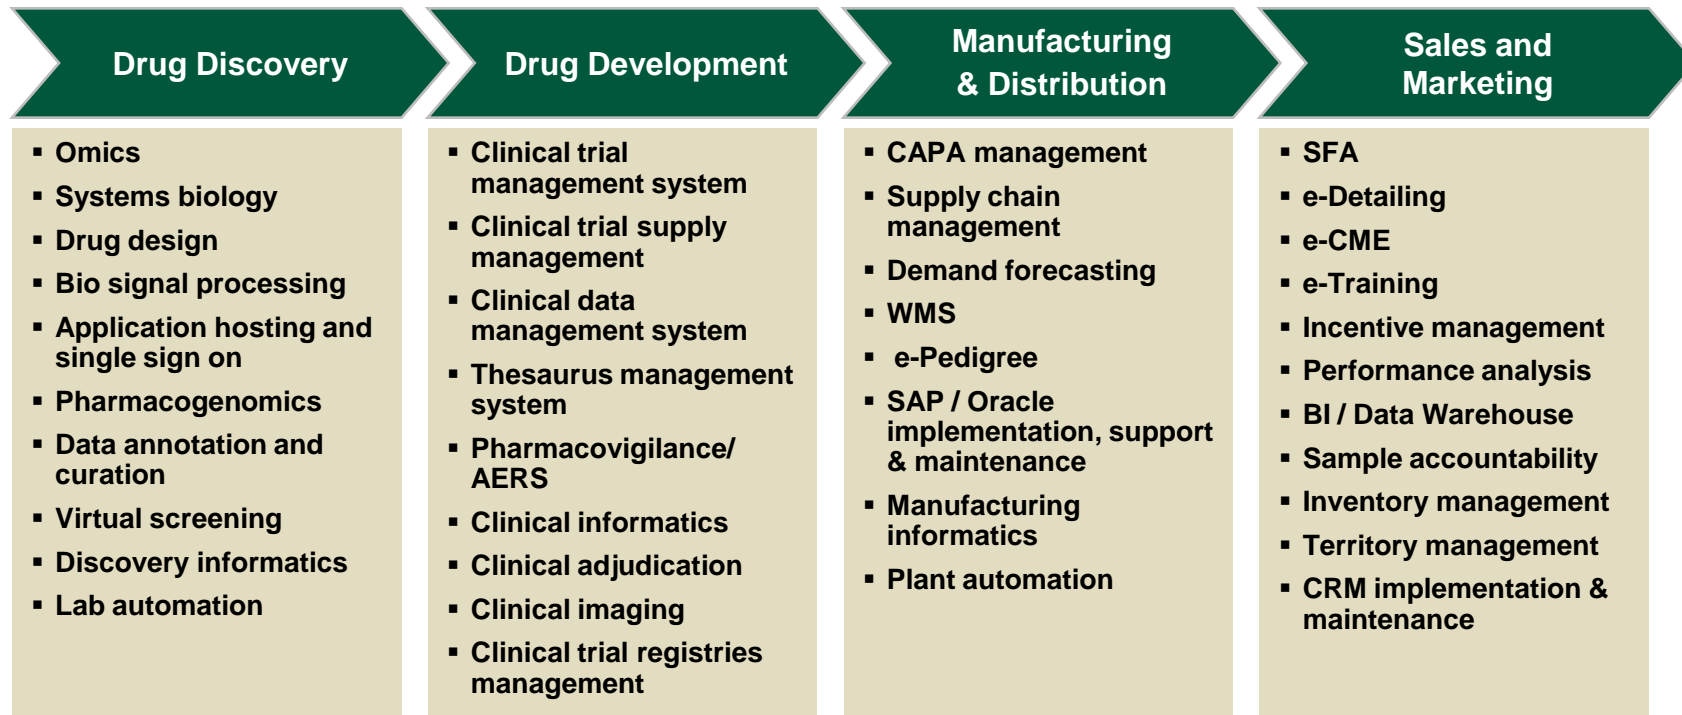 Drug Discovery
▪ Omics
▪ Systems biology
▪ Drug design
▪ Bio signal processing
▪ Application hosting and
single sign on
▪ Pharmacogenomics
▪ Data annotation and
curation
▪ Virtual screening
▪ Discovery informatics
▪ Lab automation
Drug Development
▪ Clinical trial
management system
▪ Clinical trial supply
management
▪ Clinical data
management system
▪ Thesaurus management
system
▪ Pharmacovigilance/
AERS
▪ Clinical informatics
▪ Clinical adjudication
▪ Clinical imaging
▪ Clinical trial registries
management
Manufacturing
& Distribution
▪ CAPA management
▪ Supply chain
management
▪ Demand forecasting
▪ WMS
▪ e-Pedigree
▪ SAP / Oracle
implementation, support
& maintenance
▪ Manufacturing
informatics
▪ Plant automation
Sales and
Marketing
▪ SFA
▪ e-Detailing
▪ e-CME
▪ e-Training
▪ Incentive management
▪ Performance analysis
▪ BI / Data Warehouse
▪ Sample accountability
▪ Inventory management
▪ Territory management
▪ CRM implementation &
maintenance